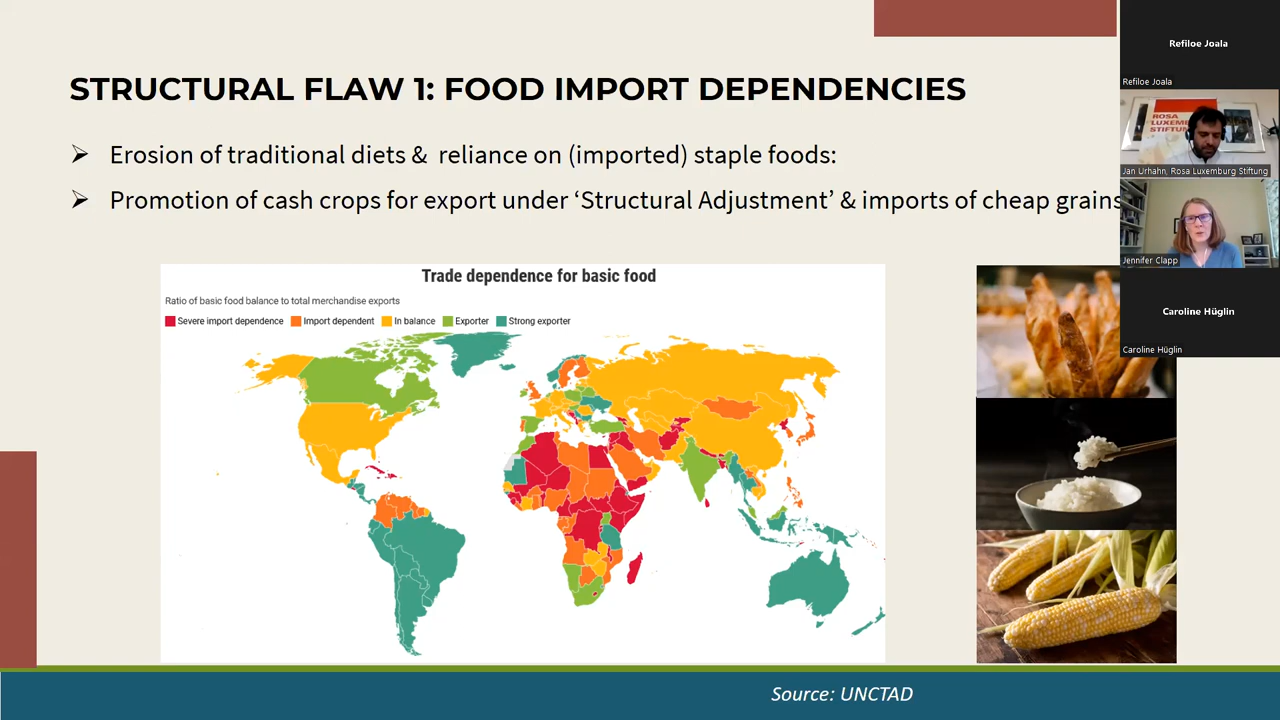 STRUCTURAL FLAW 1: FOOD IMPORT DEPENDENCIES
➢ Erosion of traditional diets & reliance on (imported) staple foods:
➢ Promotion of cash crops for export under ‘Structural Adjustment’ & imports of cheap grains
Trade dependence for basic food
Ratio of basic food balance to total merchandise exports
Severe import dependence Import dependent In balance Exporter Strong exporter
Source: UNCTAD
Refiloe Joala
Refiloe Joala
ROSA
LUXEM
STIFTUN
Jan Urhahn, Rosa Luxemburg Stiftung
Jennifer Clapp
Caroline Hüglin
Caroline Hüglin